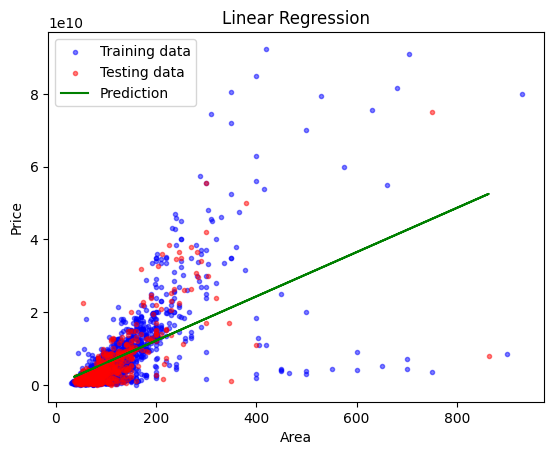 Linear Regression
1e10
Training data
Testing data
Prediction
8
6
4
2
0
Price
0 200 400 600 800
Area